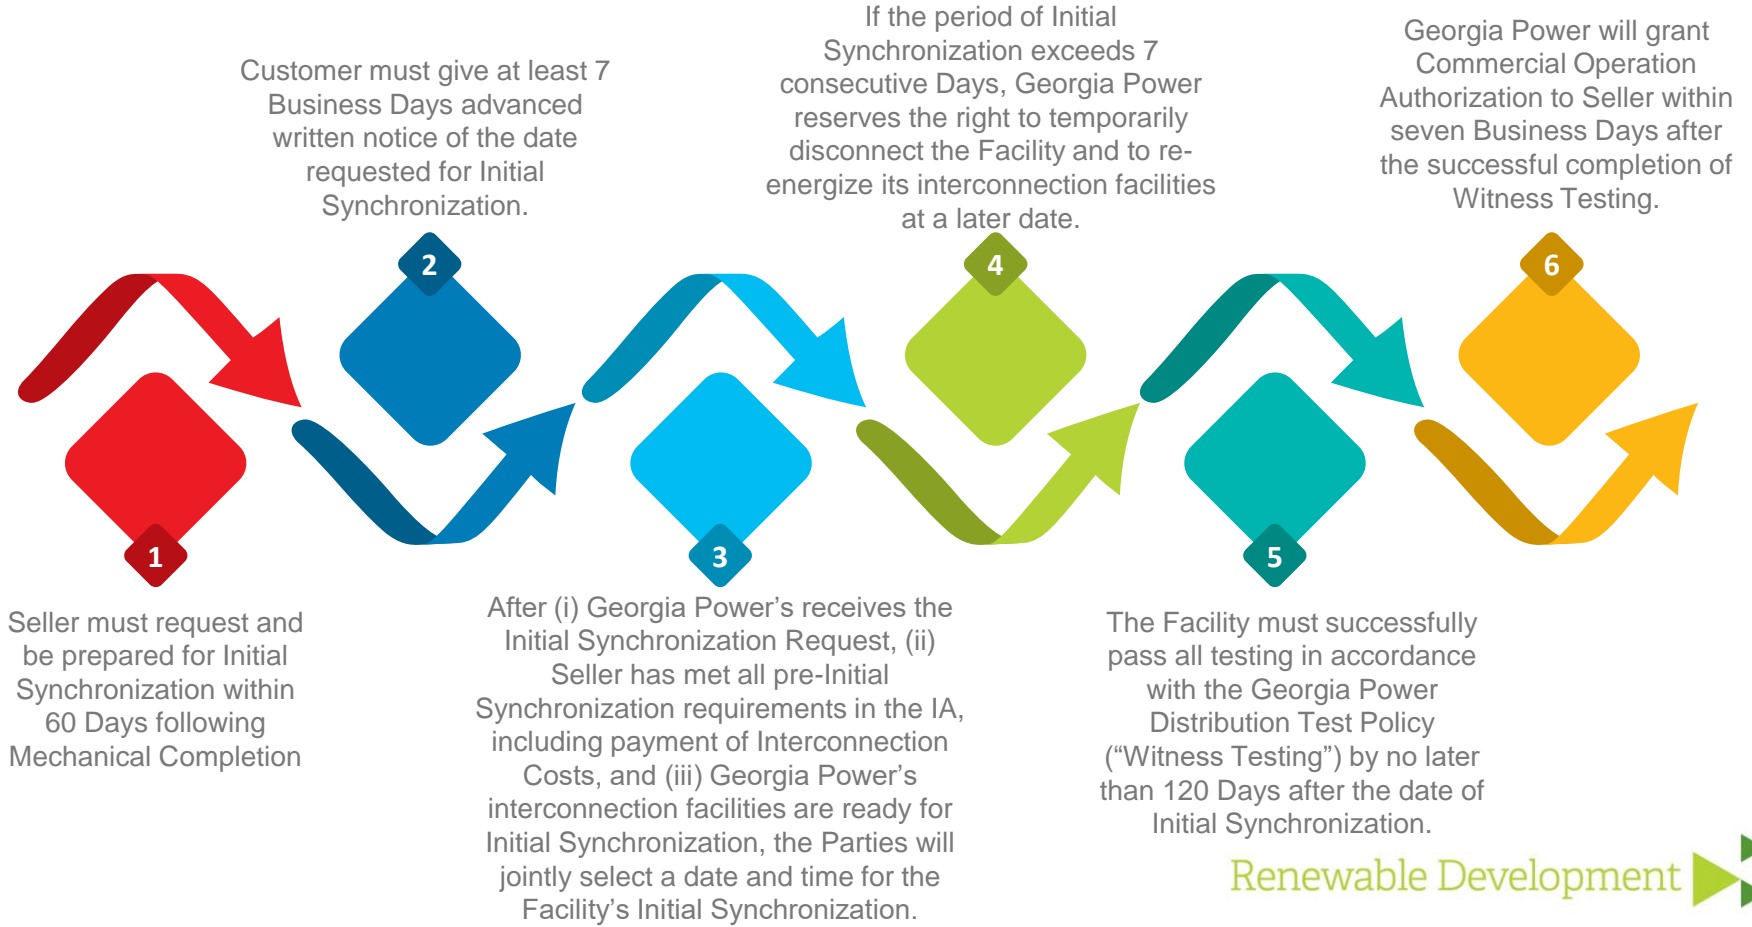 1
Seller must request and
be prepared for Initial
Synchronization within
60 Days following
Mechanical Completion
Customer must give at least 7
Business Days advanced
written notice of the date
requested for Initial
Synchronization.
2
3
After (i) Georgia Power’s receives the
Initial Synchronization Request, (ii)
Seller has met all pre-Initial
Synchronization requirements in the IA,
including payment of Interconnection
Costs, and (iii) Georgia Power’s
interconnection facilities are ready for
Initial Synchronization, the Parties will
jointly select a date and time for the
Facility’s Initial Synchronization.
If the period of Initial
Synchronization exceeds 7
consecutive Days, Georgia Power
reserves the right to temporarily
disconnect the Facility and to re-
energize its interconnection facilities
at a later date.
4
5
The Facility must successfully
pass all testing in accordance
with the Georgia Power
Distribution Test Policy
(“Witness Testing”) by no later
than 120 Days after the date of
Initial Synchronization.
Georgia Power will grant
Commercial Operation
Authorization to Seller within
seven Business Days after
the successful completion of
Witness Testing.
6
Renewable Development